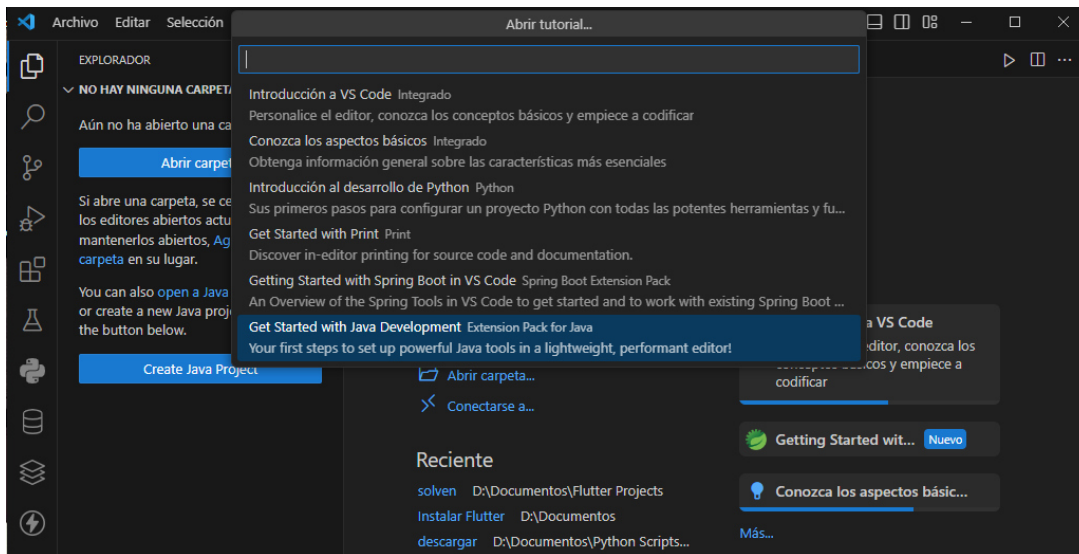 Archivo Editar Selección
Abrir tutorial...
EXPLORADOR
NO HAY NINGUNA CARPETA
Aún no ha abierto una ca
Abrir carpet
Si abre una carpeta, se ce
los editores abiertos actu
mantenerlos abiertos, Ag
carpeta en su lugar.
You can also open a Java
or create a new Java proj
the button below.
Create Java Project
Introducción a VS Code Integrado
Personalice el editor, conozca los conceptos básicos y empiece a codificar
Conozca los aspectos básicos Integrado
Obtenga información general sobre las características más esenciales
Introducción al desarrollo de Python Python
Sus primeros pasos para configurar un proyecto Python con todas las potentes herramientas y fu...
Get Started with Print Print
Discover in-editor printing for source code and documentation.
Getting Started with Spring Boot in VS Code Spring Boot Extension Pack
An Overview of the Spring Tools in VS Code to get started and to work with existing Spring Boot ...
Get Started with Java Development Extension Pack for Java
Your first steps to set up powerful Java tools in a lightweight, performant editor!
Abrir carpeta...
Conectarse a...
Reciente
solven D:\Documentos\Flutter Projects
Instalar Flutter D:\Documentos
descargar D:\Documentos\Python Scripts...
a VS Code
editor, conozca los
conceptos básicos y empiece a
codificar
Getting Started wit... Nuevo
Conozca los aspectos básic...
Más...